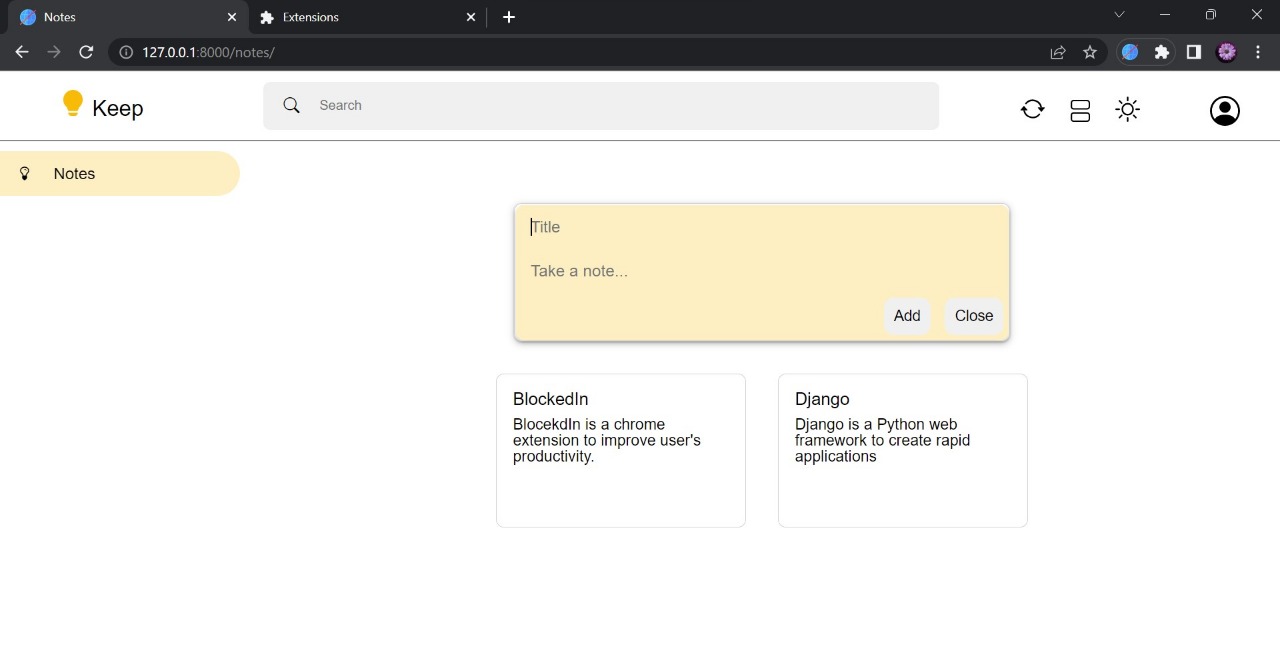 Notes
Extensions
127.0.0.1:8000/notes/
Keep
Search
Notes
Title
Take a note...
Add
Close
BlockedIn
BlocekdIn is a chrome
extension to improve user's
productivity.
Django
Django is a Python web
framework to create rapid
applications